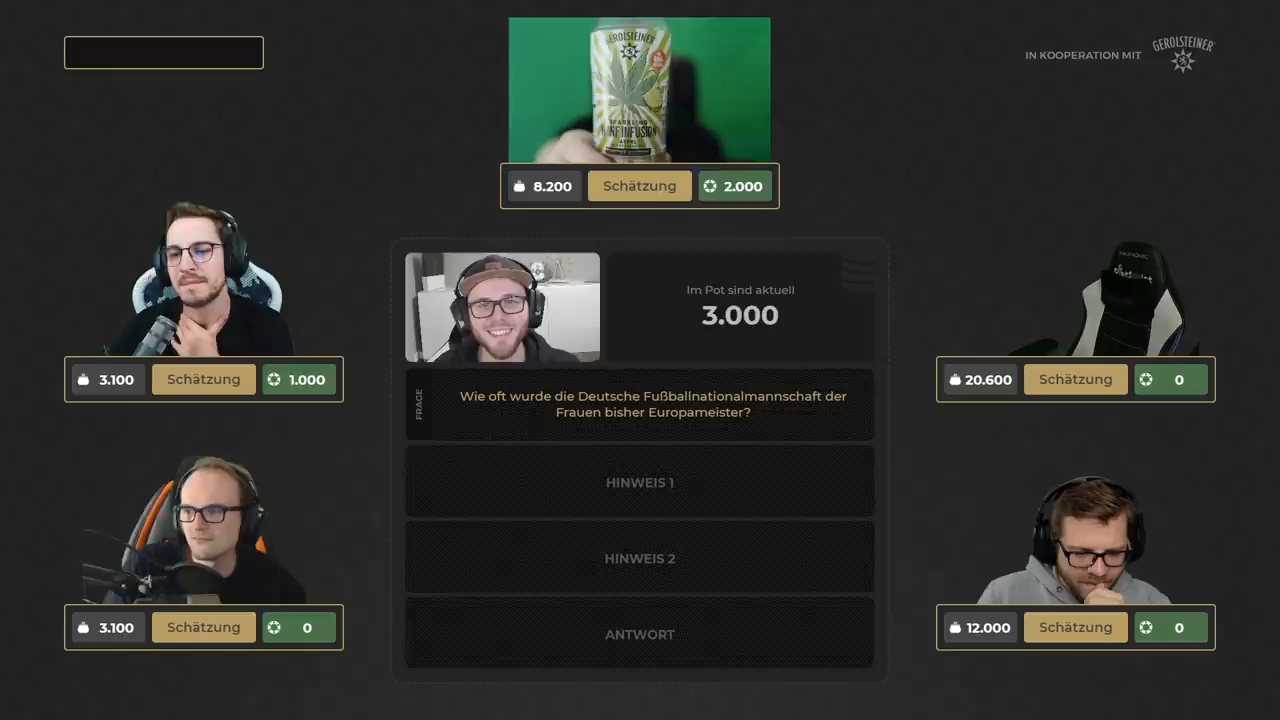 IN KOOPERATION MIT
GEROLSTEINER
GEROLSTEINER
SPARKLING
HANF INFUSION
APFEL
8.200
Schätzung
2.000
3.100
Schätzung
1.000
Im Pot sind aktuell
3.000
20.600
Schätzung
0
FRAGE
Wie oft wurde die Deutsche Fußballnationalmannschaft der
Frauen bisher Europameister?
HINWEIS 1
HINWEIS 2
ANTWORT
3.100
Schätzung
0
12.000
Schätzung
0